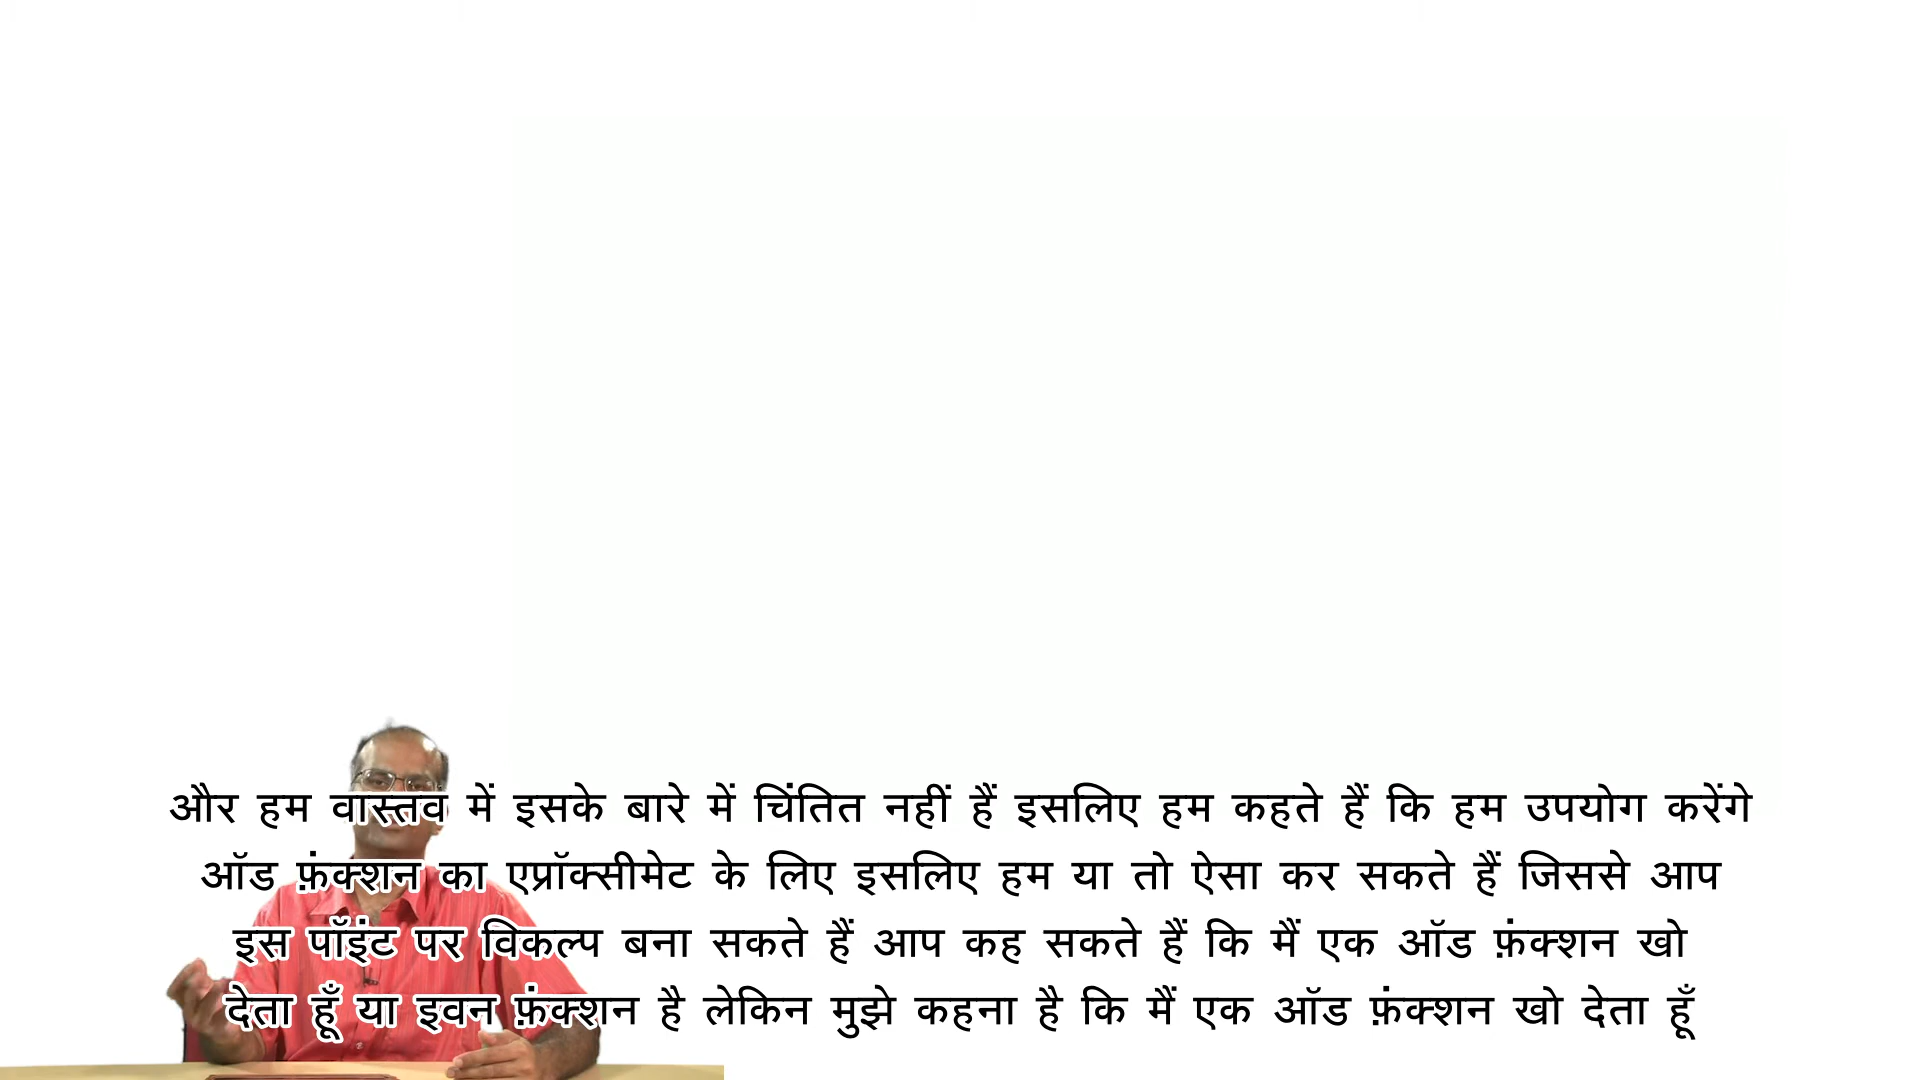 और हम वास्तव में इसके बारे में चिंतित नहीं हैं इसलिए हम कहते हैं कि हम उपयोग करेंगे
ऑड फ़ंक्शन का एप्रॉक्सीमेट के लिए इसलिए हम या तो ऐसा कर सकते हैं जिससे आप
इस पॉइंट पर विकल्प बना सकते हैं आप कह सकते हैं कि मैं एक ऑड फ़ंक्शन खो
देता हूँ या इवन फ़ंक्शन है लेकिन मुझे कहना है कि मैं एक ऑड फ़ंक्शन खो देता हूँ